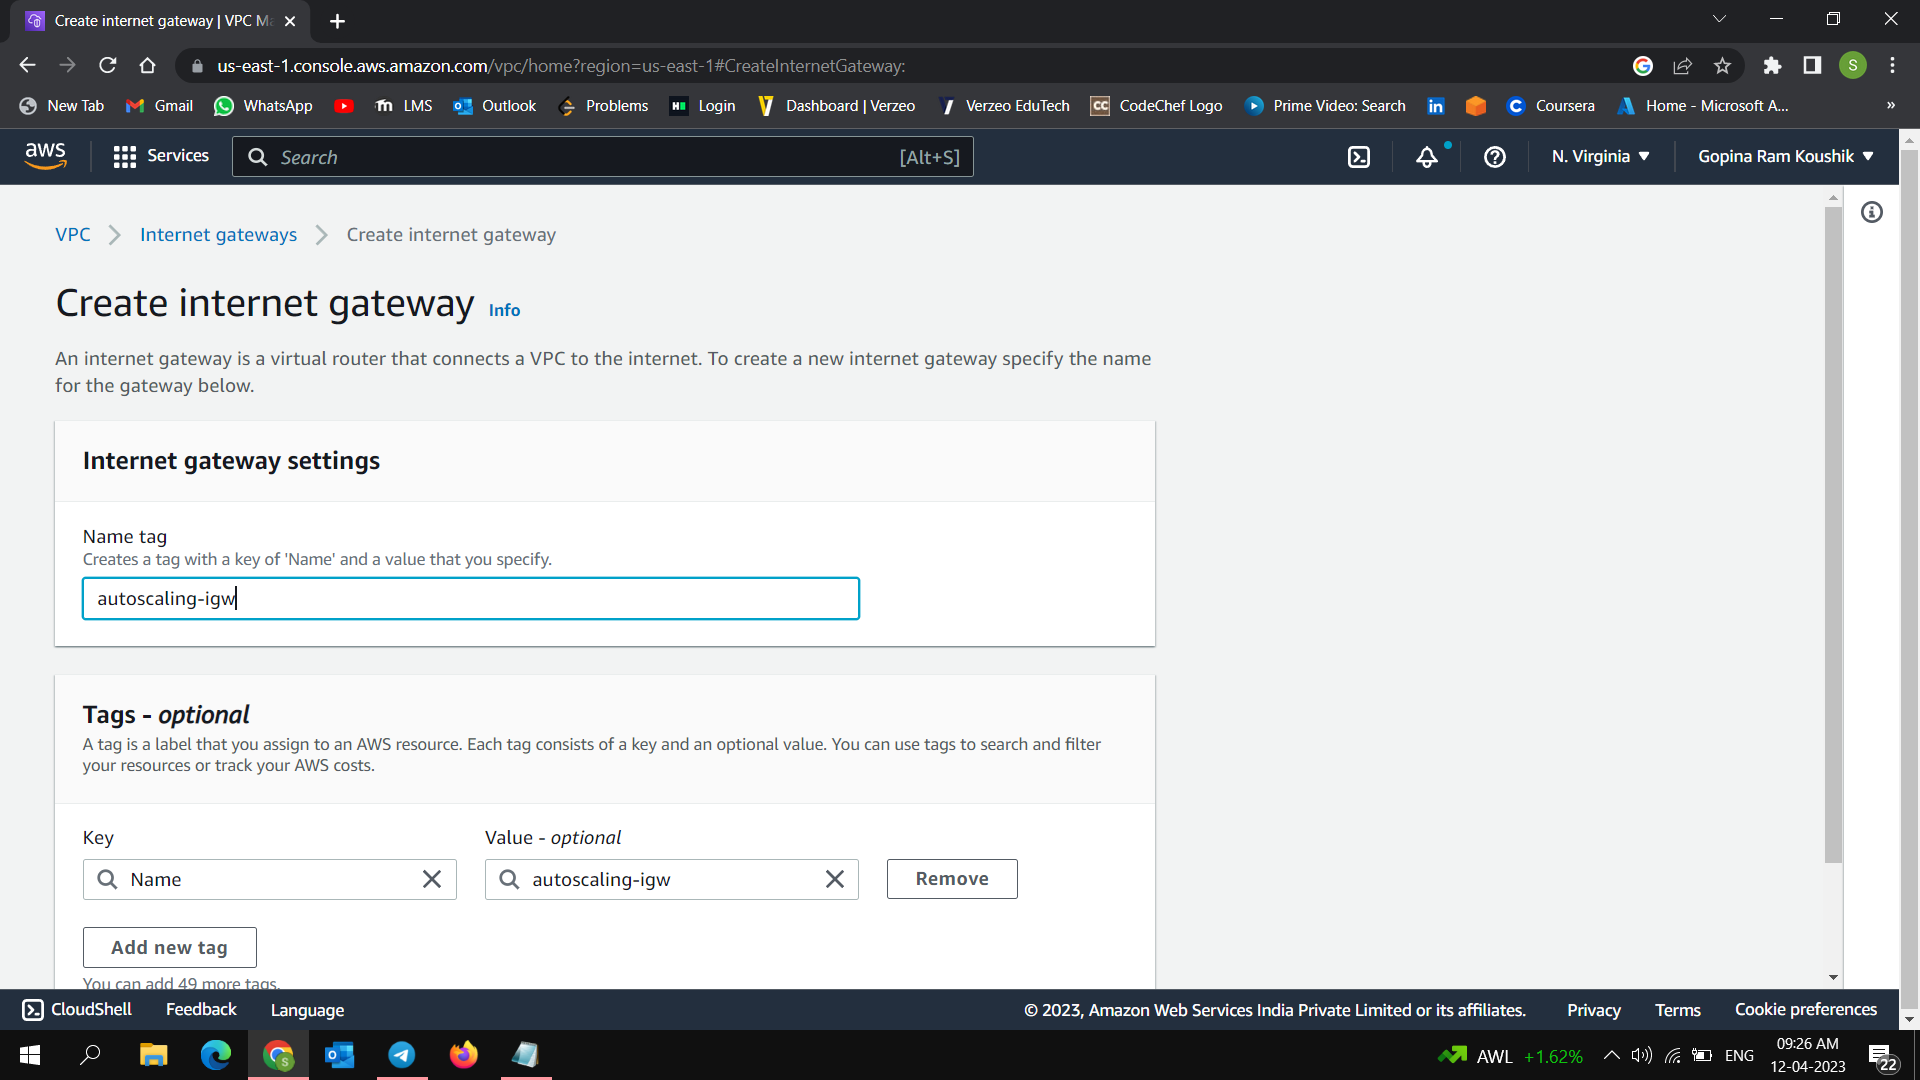 Create internet gateway | VPC Ma
us-east-1.console.aws.amazon.com/vpc/home?region=us-east-1#CreateInternetGateway:
S
New Tab Gmail WhatsApp LMS Outlook Problems Login Dashboard | Verzeo Verzeo EduTech CodeChef Logo Prime Video: Search Coursera Home - Microsoft A... »
aws Services Search [Alt+S] N. Virginia Gopina Ram Koushik
VPC Internet gateways Create internet gateway
Create internet gateway Info
An internet gateway is a virtual router that connects a VPC to the internet. To create a new internet gateway specify the name
for the gateway below.
Internet gateway settings
Name tag
Creates a tag with a key of 'Name' and a value that you specify.
autoscaling-igw
Tags - optional
A tag is a label that you assign to an AWS resource. Each tag consists of a key and an optional value. You can use tags to search and filter
your resources or track your AWS costs.
Key Value - optional
Name autoscaling-igw Remove
Add new tag
You can add 49 more tags.
CloudShell Feedback Language © 2023, Amazon Web Services India Private Limited or its affiliates. Privacy Terms Cookie preferences
AWL +1.62% ENG 09:26 AM
12-04-2023 22